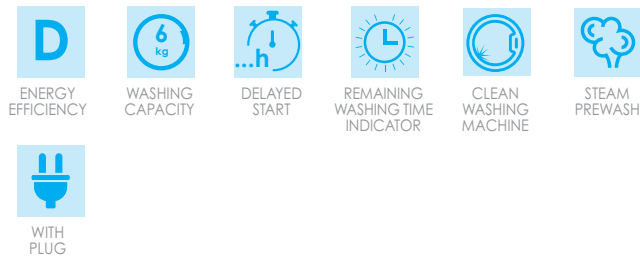 D
ENERGY
EFFICIENCY
6
kg
WASHING
CAPACITY
...h
DELAYED
START
REMAINING
WASHING TIME
INDICATOR
CLEAN
WASHING
MACHINE
STEAM
PREWASH
WITH
PLUG